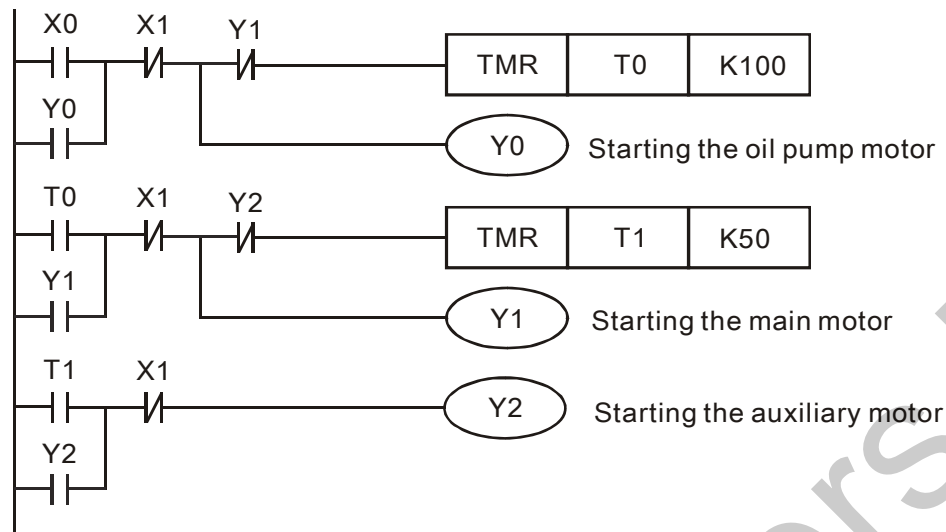 X0 X1 Y1
TMR T0 K100
Y0
Y0 Starting the oil pump motor
T0 X1 Y2
TMR T1 K50
Y1
Y1 Starting the main motor
T1 X1
Y2 Starting the auxiliary motor
Y2